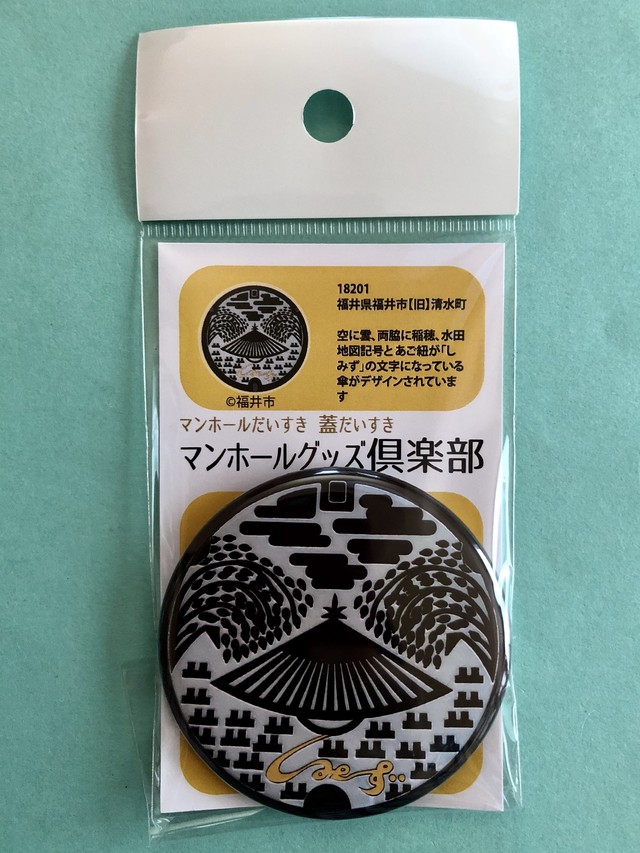 18201
福井県福井市【旧】清水町
空に雲、両脇に稲穂、水田
地図記号とあご紐が「し
みず」の文字になっている
傘がデザインされていま
す
©福井市
マンホールだいすき 蓋だいすき
マンホールグッズ倶楽部
しみず